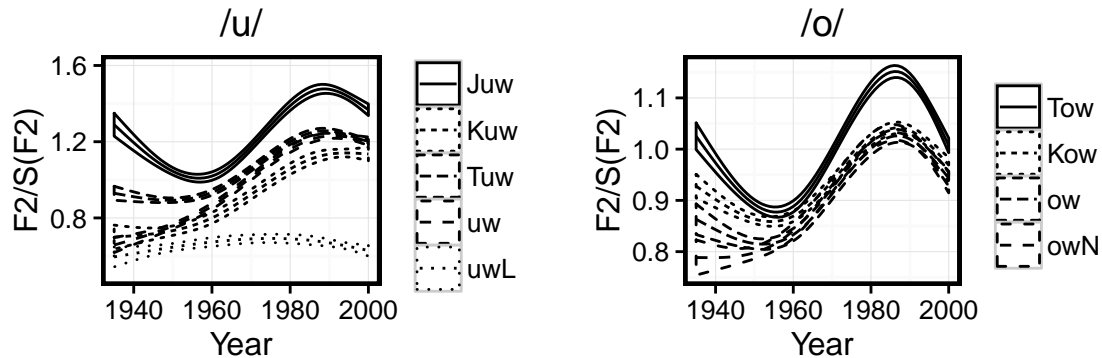 /u/
F2/S(F2)
1.6
1.2
0.8
1940 1960 1980 2000
Year
Juw
Kuw
Tuw
uw
uwL
/o/
F2/S(F2)
1.1
1.0
0.9
0.8
1940 1960 1980 2000
Year
Tow
Kow
ow
owN